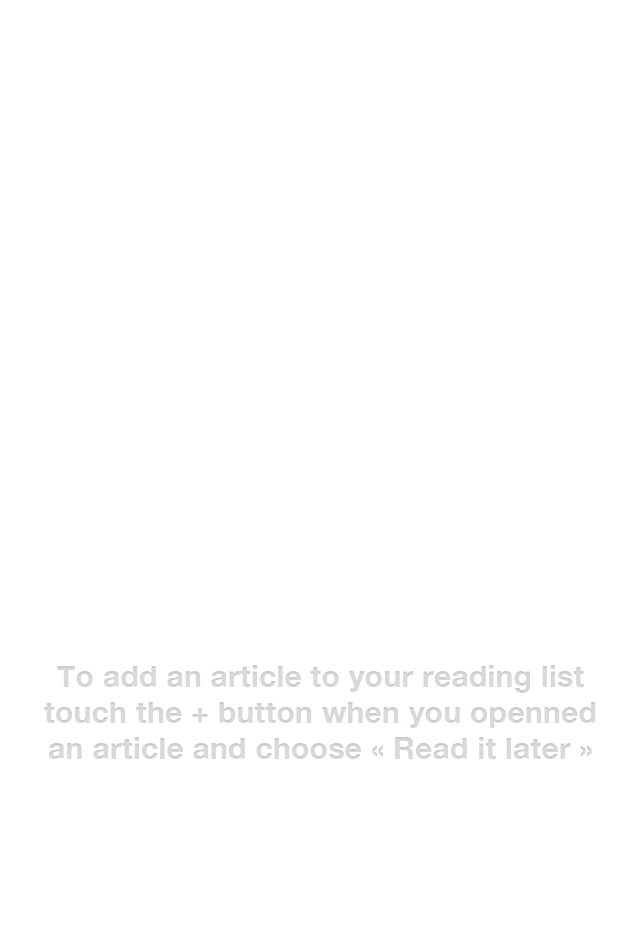 To add an article to your reading list
touch the + button when you openned
an article and choose « Read it later »